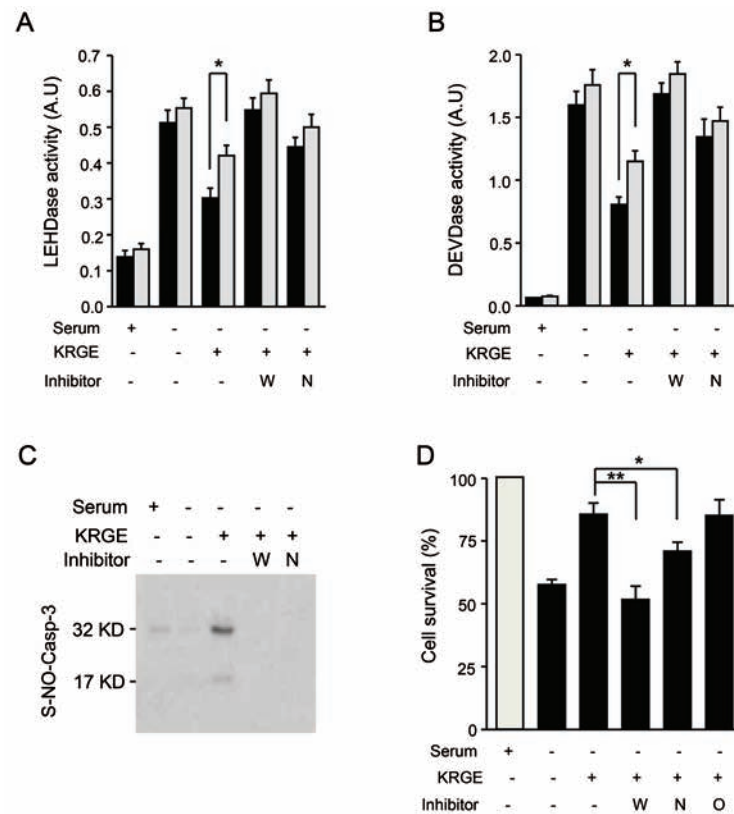 A
LEHDase activity (A.U)
0.7
0.6
0.5
0.4
0.3
0.2
0.1
0.0
*
Serum + - - - -
KRGE - - + + +
Inhibitor - - - W N
B
DEVDase activity (A.U)
2.0
1.5
1.0
0.5
0.0
*
Serum + - - - -
KRGE - - + + +
Inhibitor - - - W N
C
Serum + - - - -
KRGE - - + + +
Inhibitor - - - W N
S-NO-Casp-3
32 KD
17 KD
D
Cell survival (%)
100
75
50
25
0
*
**
Serum + - - - - -
KRGE - - + + + +
Inhibitor - - - W N O